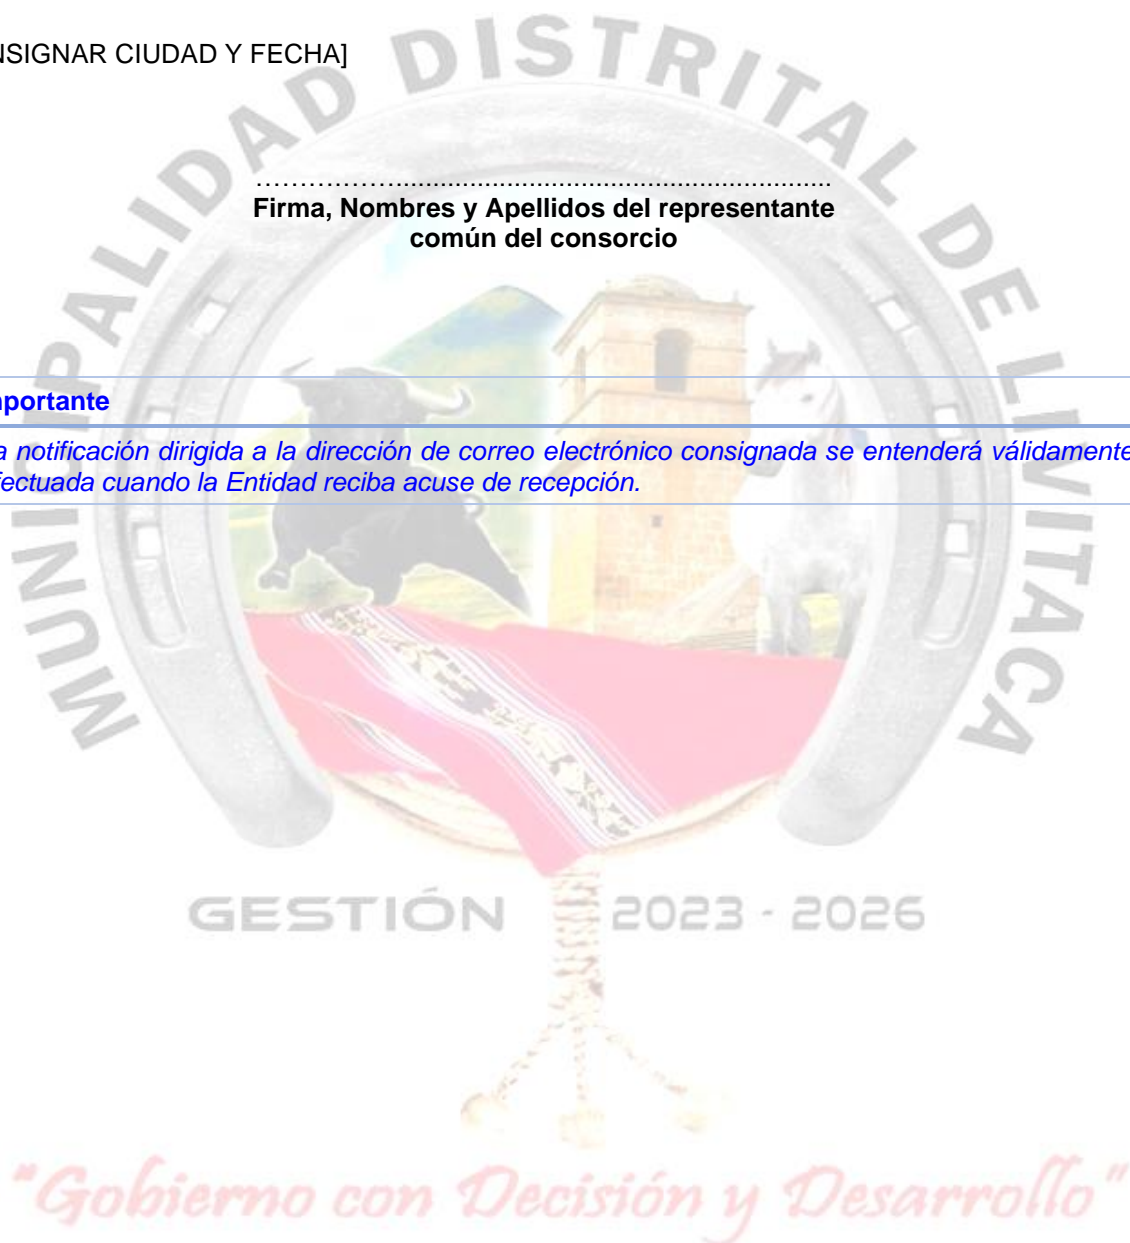 NSIGNAR CIUDAD Y FECHA]
MUNICIPALIDAD DISTRITAL DE LIVITACA
……………...............................................................
Firma, Nombres y Apellidos del representante
común del consorcio
mportante
a notificación dirigida a la dirección de correo electrónico consignada se entenderá válidamente
fectuada cuando la Entidad reciba acuse de recepción.
GESTIÓN 2023 - 2026
"Gobierno con Decisión y Desarrollo"